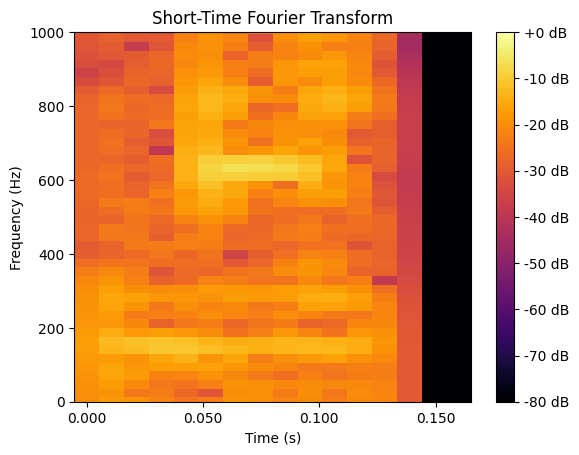 Short-Time Fourier Transform
Frequency (Hz)
1000
800
600
400
200
0
0.000
0.050
0.100
0.150
Time (s)
+0 dB
-10 dB
-20 dB
-30 dB
-40 dB
-50 dB
-60 dB
-70 dB
-80 dB